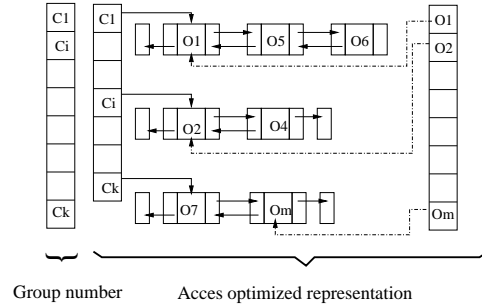 C1
Ci
Ck
C1
Ci
Ck
O1 O5 O6
O2 O4
O7 Om
O1
O2
Om
Group number
Acces optimized representation